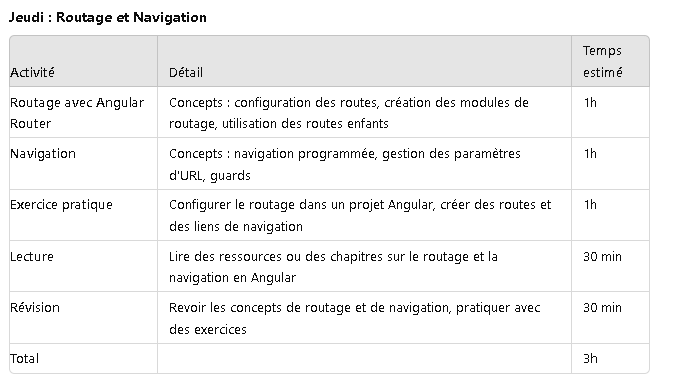 Jeudi : Routage et Navigation
Activité Détail Temps estimé
Routage avec Angular Router Concepts : configuration des routes, création des modules de routage, utilisation des routes enfants 1h
Navigation Concepts : navigation programmée, gestion des paramètres d'URL, guards 1h
Exercice pratique Configurer le routage dans un projet Angular, créer des routes et des liens de navigation 1h
Lecture Lire des ressources ou des chapitres sur le routage et la navigation en Angular 30 min
Révision Revoir les concepts de routage et de navigation, pratiquer avec des exercices 30 min
Total 3h